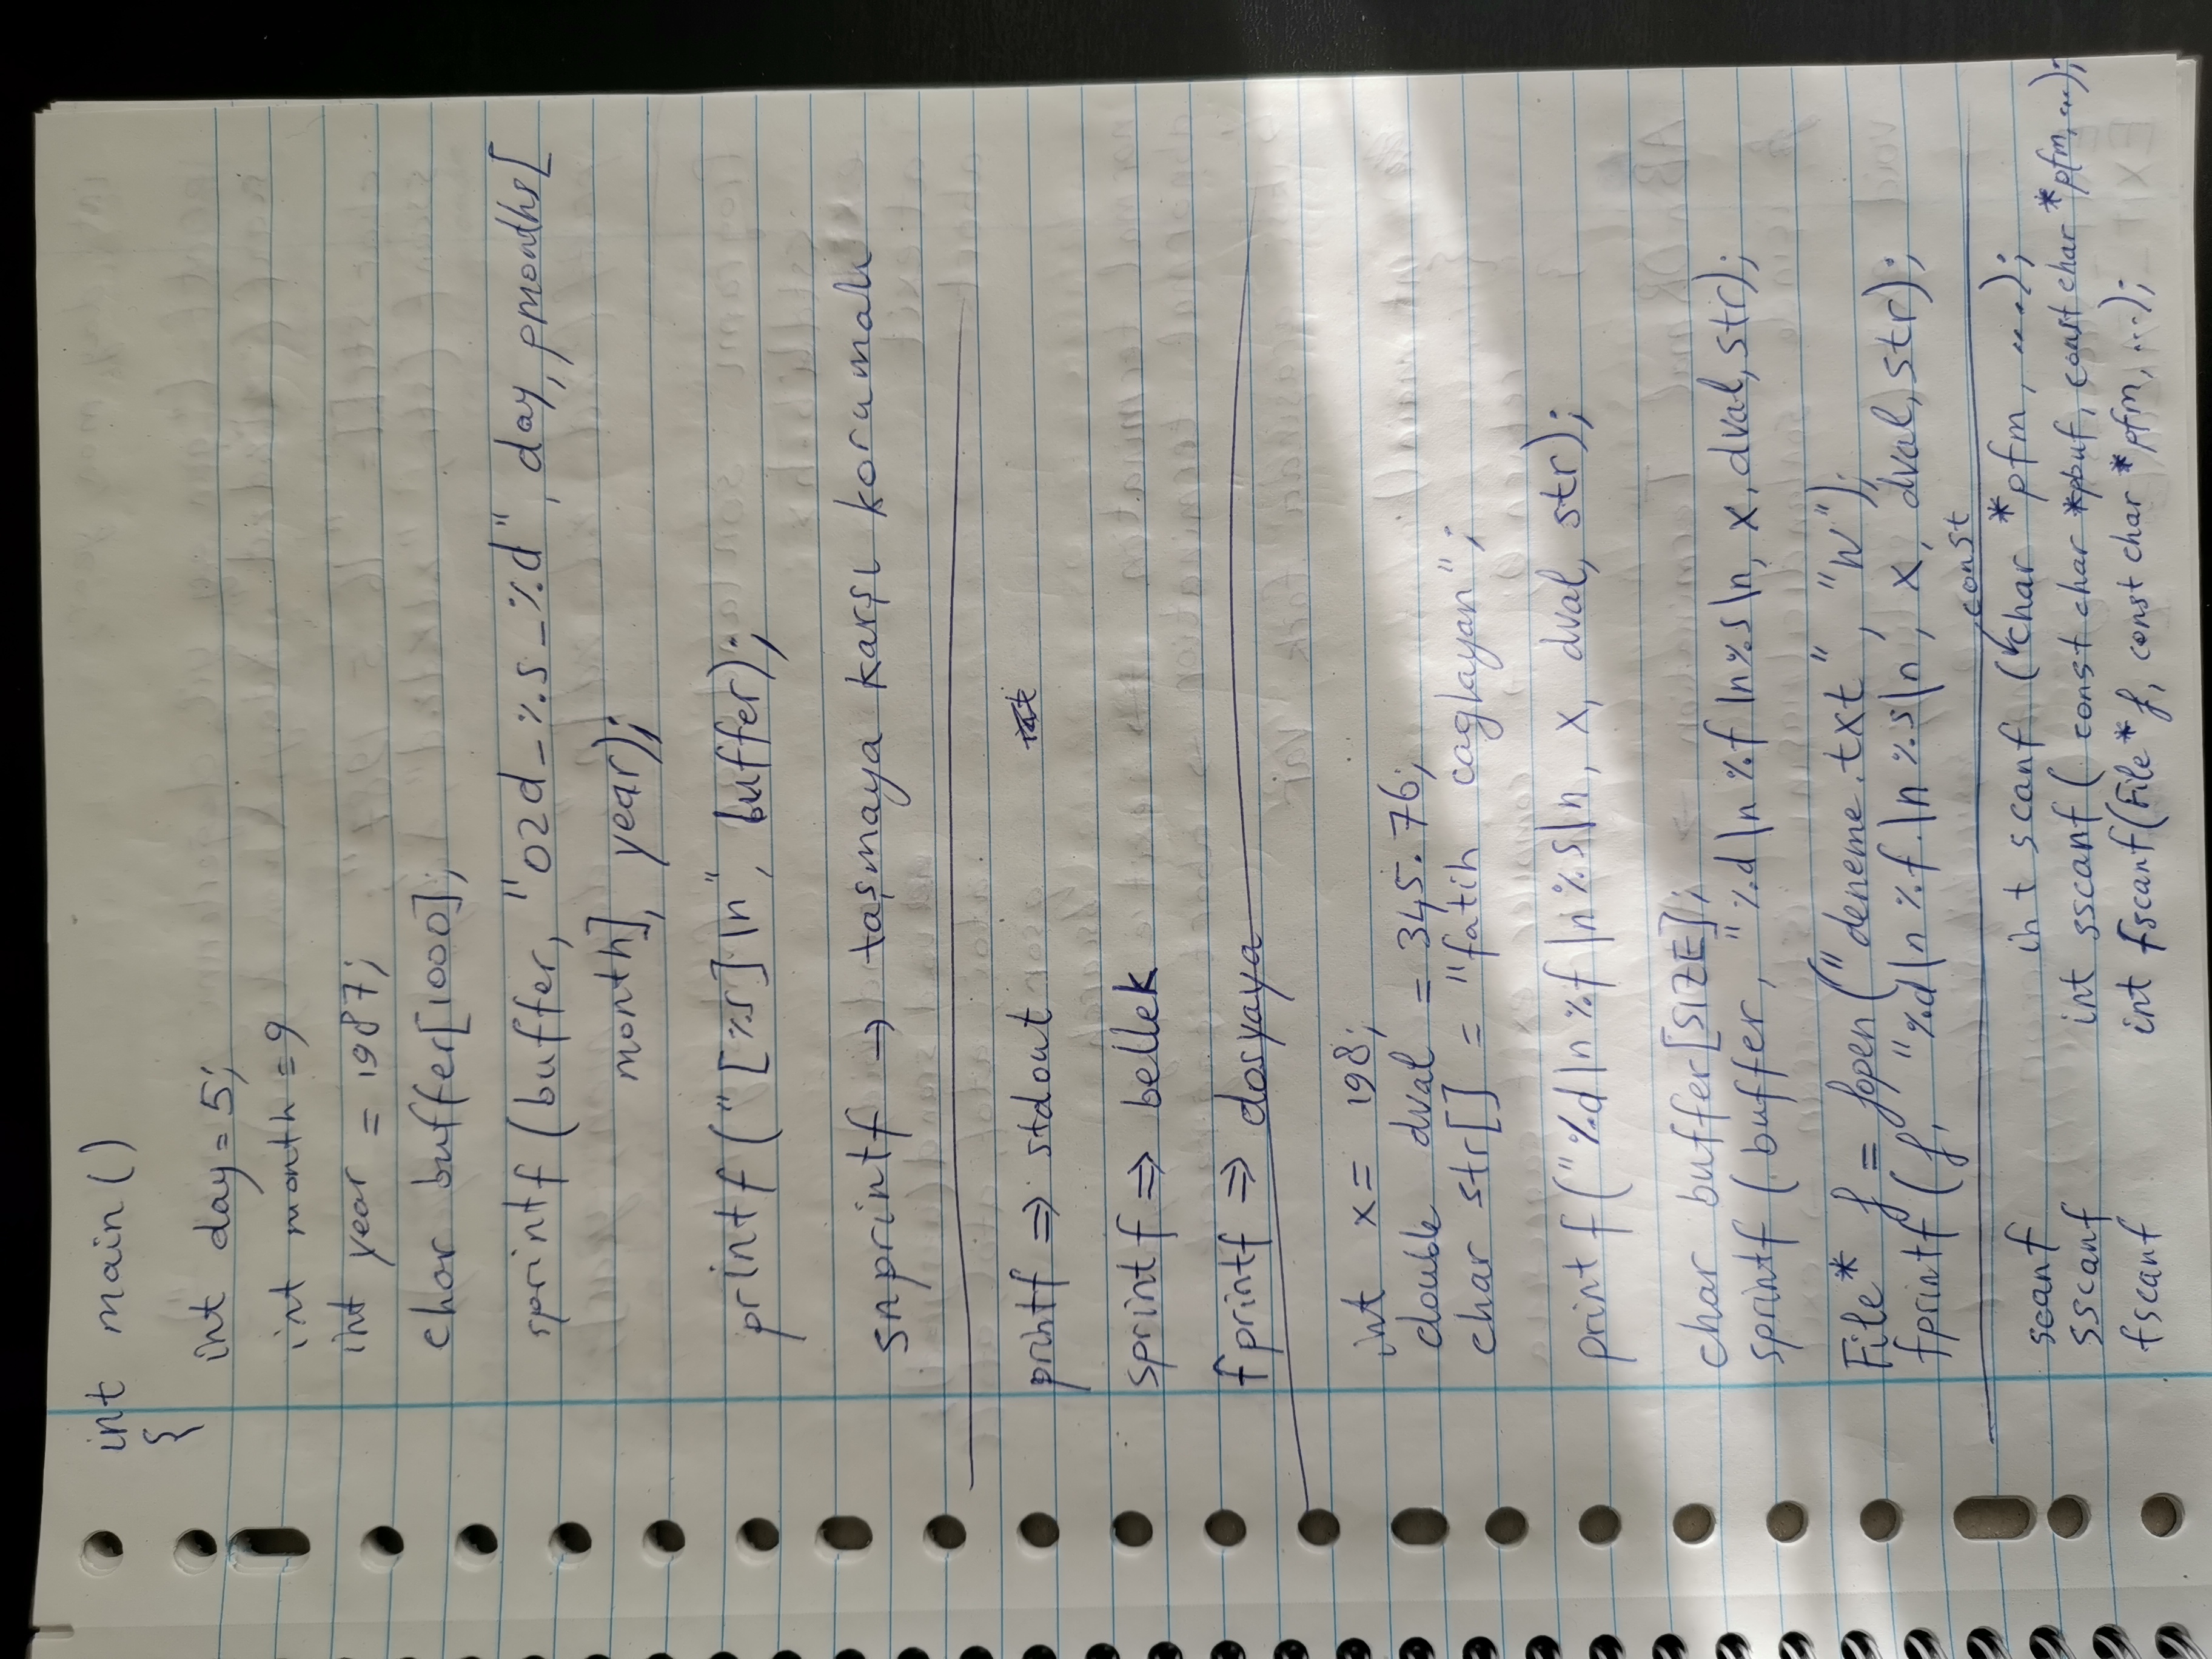 int main()
{
int day = 5;
int month = 9
int year = 1987;
char buffer[1000];
sprintf (buffer, "02d_%s_%d", day, pmonths[
month], year);
printf ("[%s]\n", buffer);
snprintf → taşmaya karşı korumalı
printf ⇒ stdout
sprintf ⇒ bellek
fprintf ⇒ dosyaya
int x = 198;
double dval = 345.76;
char str[] = "fatih caglayan";
printf ("%d\n%f\n%s\n, x, dval, str);
char buffer[SIZE];
sprintf (buffer, "%d\n%f\n%s\n, x, dval, str);
File* f = fopen("deneme.txt", "w");
fprintf (f, "%d\n%f\n%s\n, x, dval, str);
scanf int scanf (const char *pfm, ...);
sscanf int sscanf ( const char *pbuf, const char *pfm, ...);
fscanf int fscanf(File* f, const char *pfm, ...);